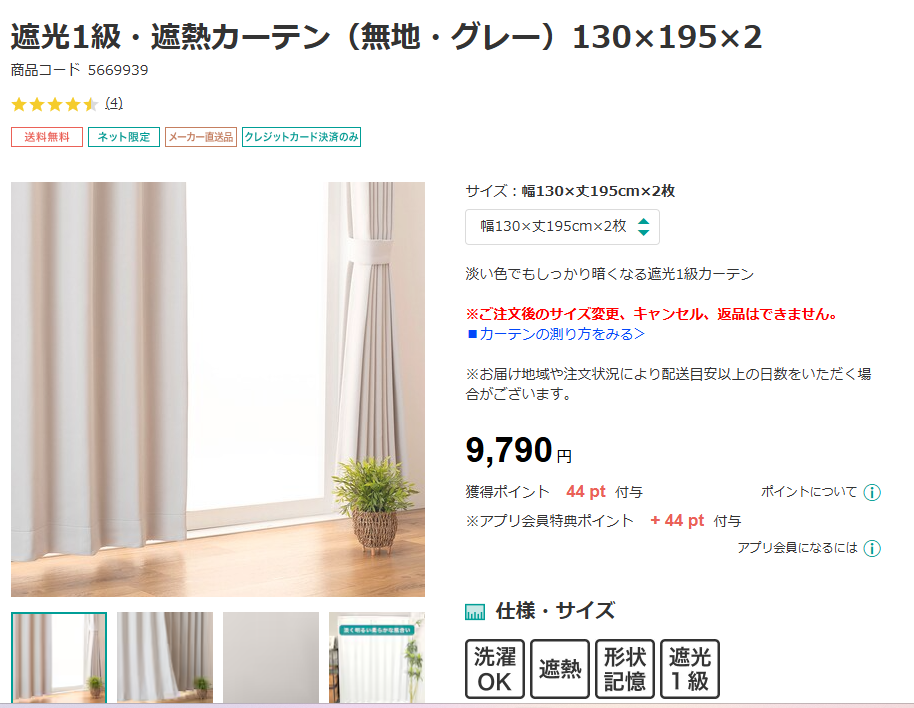 遮光1級・遮熱カーテン（無地・グレー）130×195×2
商品コード 5669939
(4)
送料無料 ネット限定 メーカー直送品 クレジットカード決済のみ
サイズ：幅130×丈195cm×2枚
幅130×丈195cm×2枚
淡い色でもしっかり暗くなる遮光1級カーテン
※ご注文後のサイズ変更、キャンセル、返品はできません。
■カーテンの測り方をみる＞
※お届け地域や注文状況により配送目安以上の日数をいただく場
合がございます。
9,790円
獲得ポイント 44 pt 付与 ポイントについて
※アプリ会員特典ポイント + 44 pt 付与
アプリ会員になるには
仕様・サイズ
洗濯
OK
遮熱
形状
記憶
遮光
1級